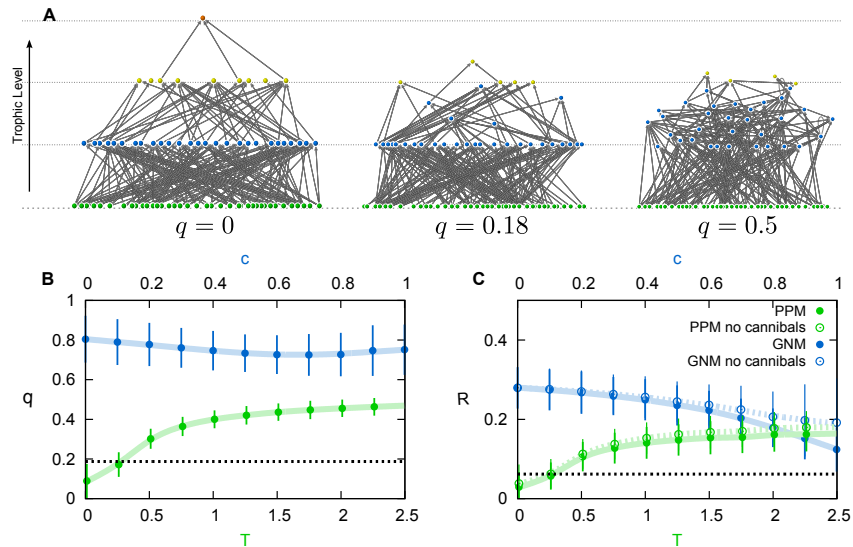 A
Trophic Level
q = 0
q = 0.18
q = 0.5
B
c
0 0.2 0.4 0.6 0.8 1
1
0.8
0.6
q
0.4
0.2
0
0 0.5 1 1.5 2 2.5
T
C
c
0 0.2 0.4 0.6 0.8 1
PPM
PPM no cannibals
GNM
GNM no cannibals
0.4
R
0.2
0
0 0.5 1 1.5 2 2.5
T